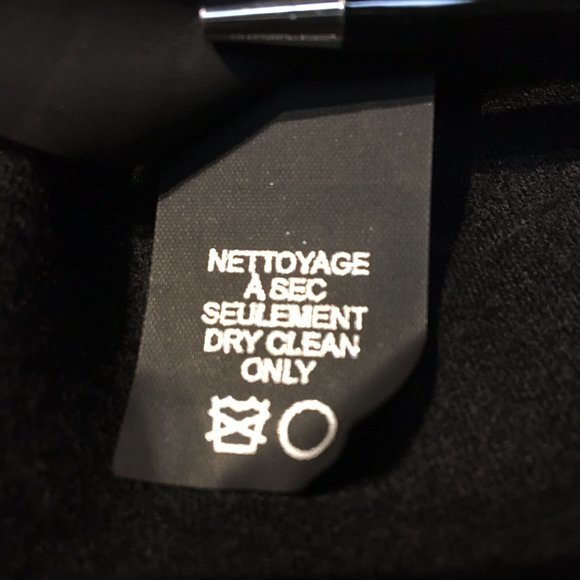 NETTOYAGE
À SEC
SEULEMENT
DRY CLEAN
ONLY